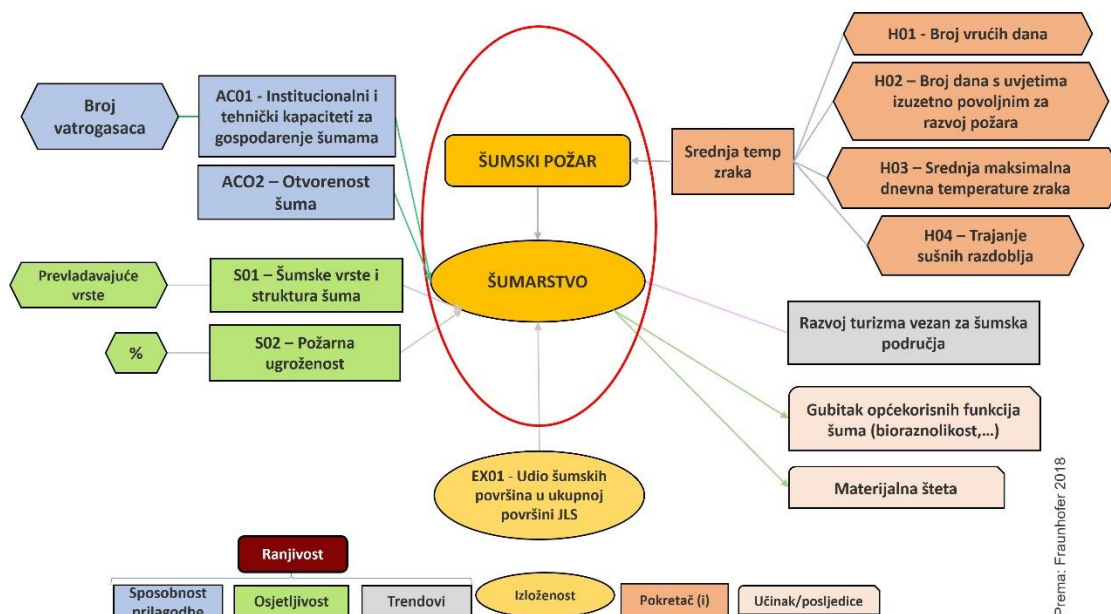 Broj
vatrogasaca
AC01 - Institucionalni i
tehnički kapaciteti za
gospodarenje šumama
ACO2 – Otvorenost
šuma
Prevladavajuće
vrste
S01 – Šumske vrste i
struktura šuma
%
S02 – Požarna
ugroženost
ŠUMSKI POŽAR
ŠUMARSTVO
EX01 - Udio šumskih
površina u ukupnoj
površini JLS
Srednja temp
zraka
H01 - Broj vrućih dana
H02 – Broj dana s uvjetima
izuzetno povoljnim za
razvoj požara
H03 – Srednja maksimalna
dnevna temperature zraka
H04 – Trajanje
sušnih razdoblja
Razvoj turizma vezan za šumska
područja
Gubitak općekorisnih funkcija
šuma (bioraznolikost,...)
Materijalna šteta
Prema: Fraunhofer 2018
Ranjivost
Sposobnost
prilagodbe
Osjetljivost
Trendovi
Izloženost
Pokretač (i)
Učinak/posljedice